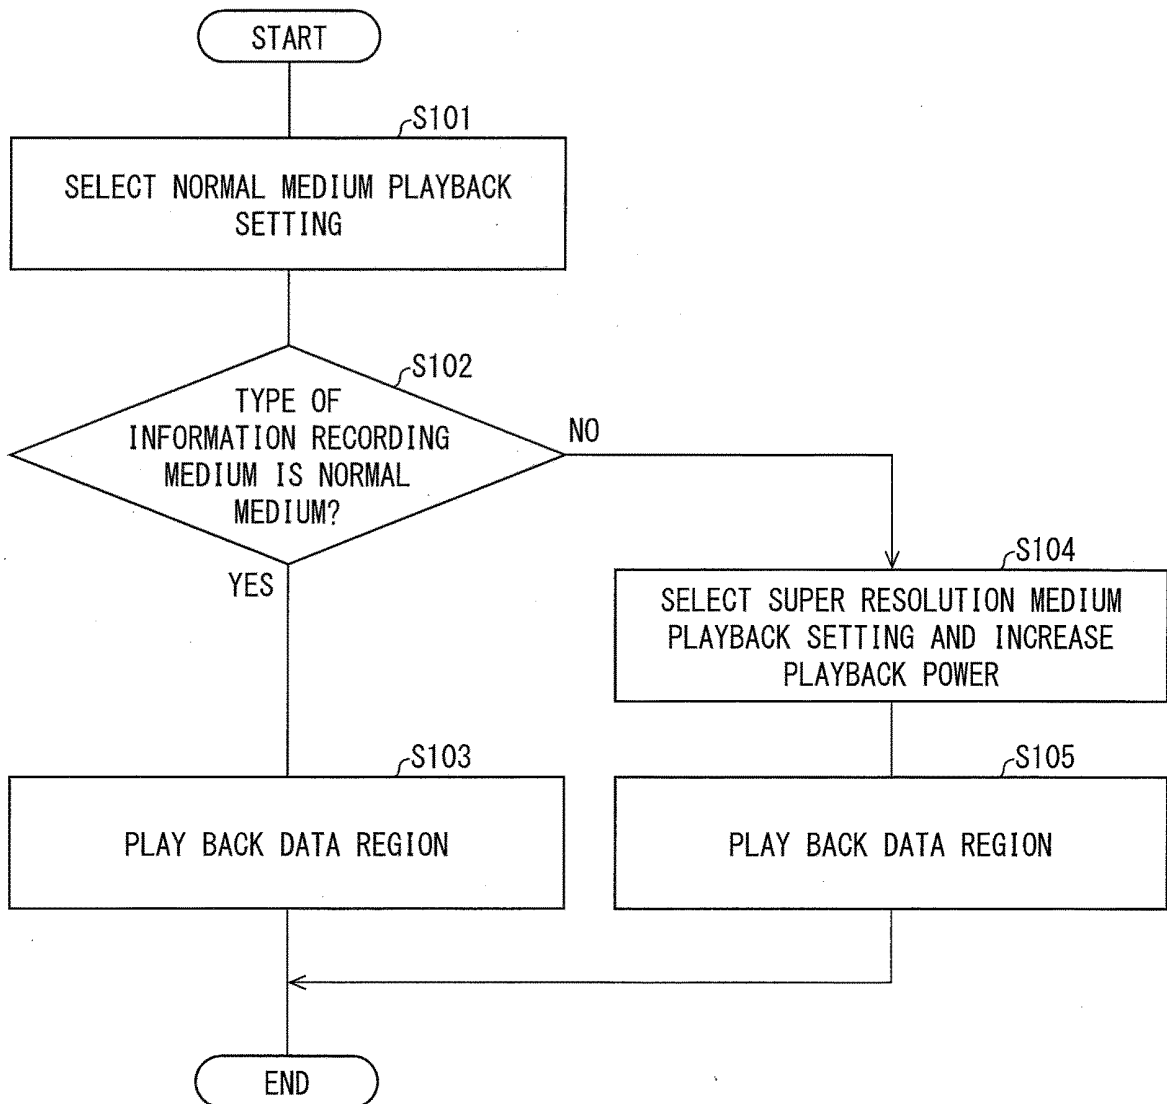 START
S101
SELECT NORMAL MEDIUM PLAYBACK
SETTING
S102
TYPE OF
INFORMATION RECORDING
MEDIUM IS NORMAL
MEDIUM?
NO
YES
S104
SELECT SUPER RESOLUTION MEDIUM
PLAYBACK SETTING AND INCREASE
PLAYBACK POWER
S103
PLAY BACK DATA REGION
S105
PLAY BACK DATA REGION
END